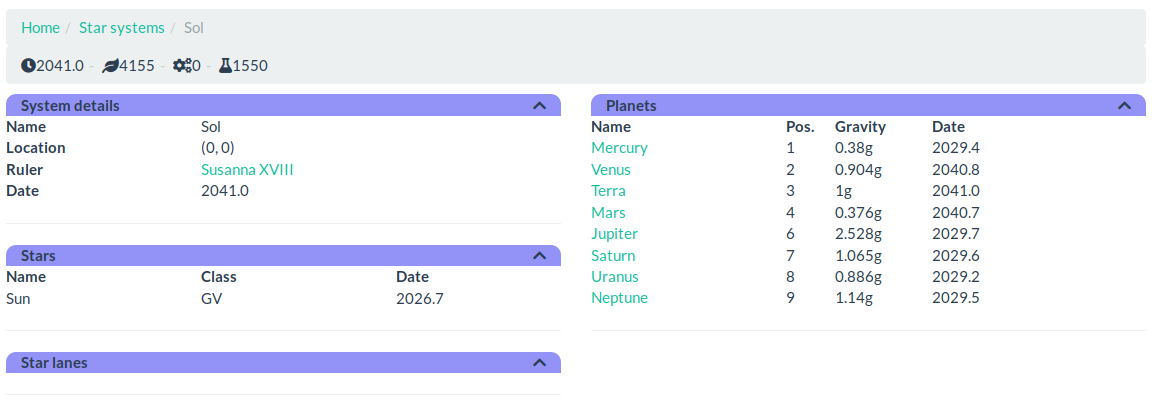 Home / Star systems / Sol
2041.0 - 4155 - 0 - 1550
System details
Name Sol
Location (0, 0)
Ruler Susanna XVIII
Date 2041.0
Stars
Name Class Date
Sun GV 2026.7
Star lanes
Planets
Name Pos. Gravity Date
Mercury 1 0.38g 2029.4
Venus 2 0.904g 2040.8
Terra 3 1g 2041.0
Mars 4 0.376g 2040.7
Jupiter 6 2.528g 2029.7
Saturn 7 1.065g 2029.6
Uranus 8 0.886g 2029.2
Neptune 9 1.14g 2029.5